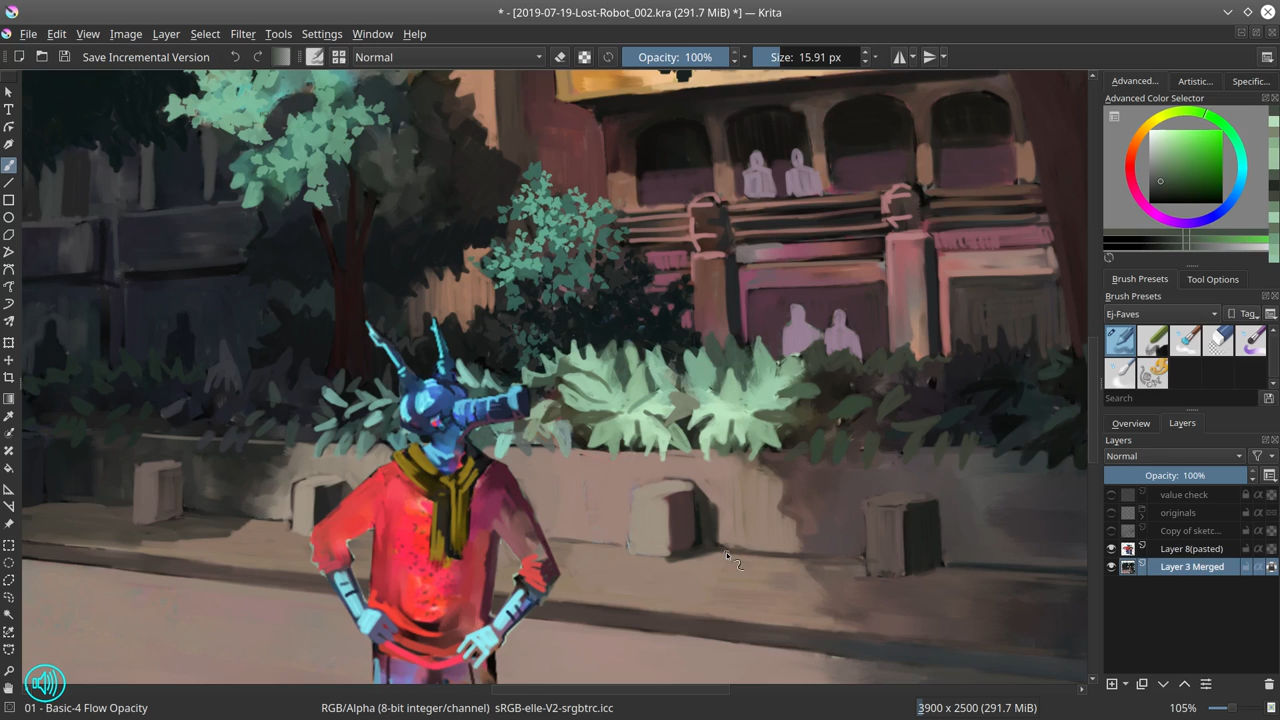 * - [2019-07-19-Lost-Robot_002.kra (291.7 MiB) *] — Krita
File Edit View Image Layer Select Filter Tools Settings Window Help
Save Incremental Version Normal Opacity: 100% Size: 15.91 px
Advanced... Artistic... Specific...
Advanced Color Selector
Brush Presets Tool Options
Brush Presets
Ej-Faves Tag
Search
Overview Layers
Layers
Normal
Opacity: 100%
value check
originals
Copy of sketc...
Layer 8(pasted)
Layer 3 Merged
01 - Basic-4 Flow Opacity RGB/Alpha (8-bit integer/channel) sRGB-elle-V2-srgbtrc.icc 3900 x 2500 (291.7 MiB) 105%